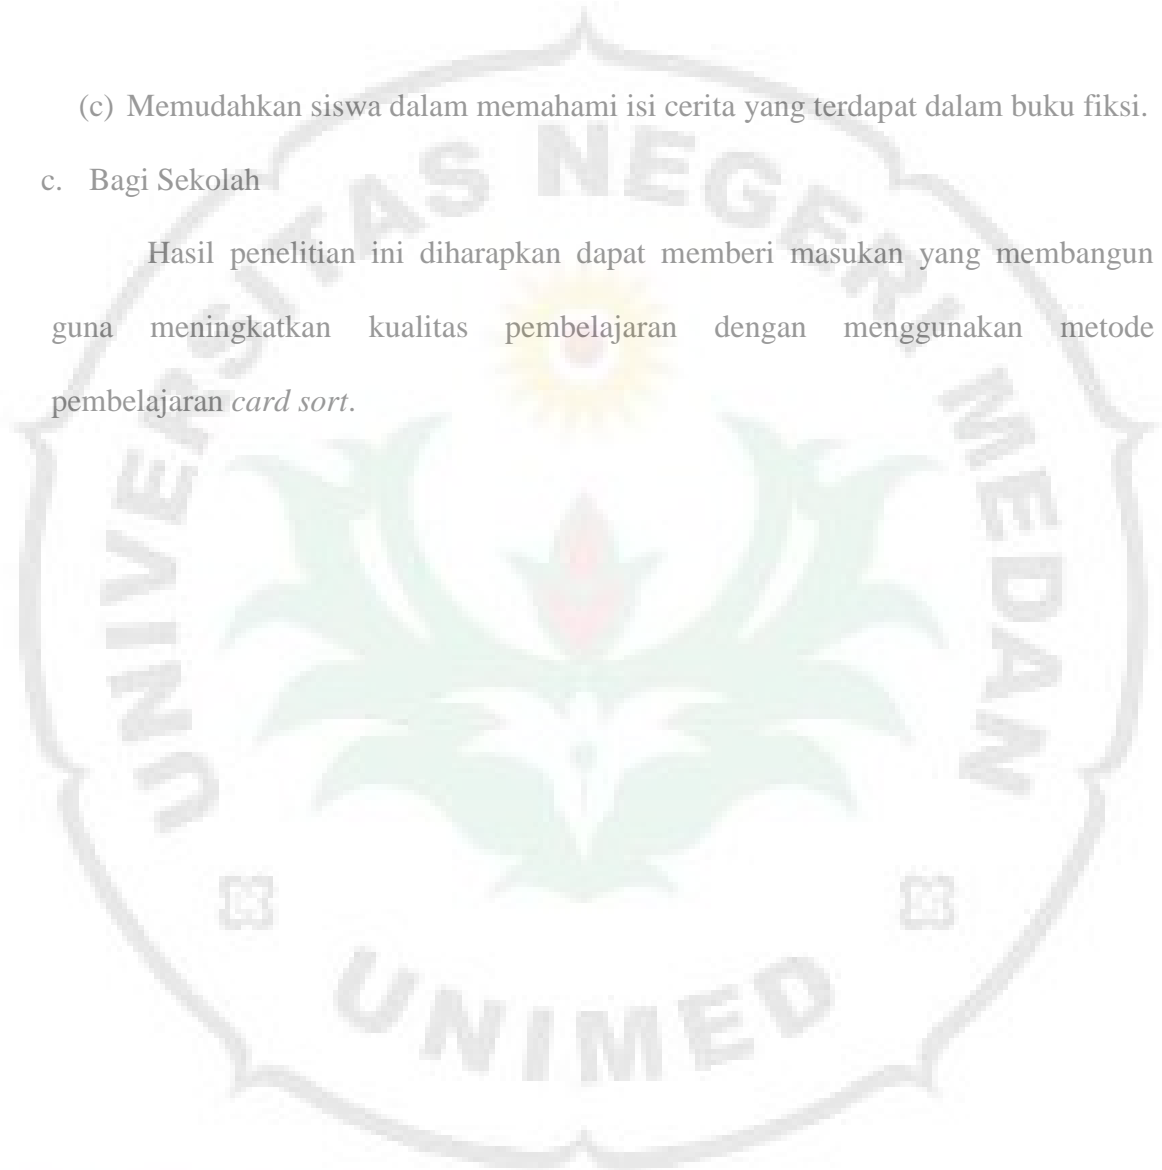 (c) Memudahkan siswa dalam memahami isi cerita yang terdapat dalam buku fiksi.
c. Bagi Sekolah
Hasil penelitian ini diharapkan dapat memberi masukan yang membangun
guna meningkatkan kualitas pembelajaran dengan menggunakan metode
pembelajaran card sort.
UNIVERSITAS NEGERI MEDAN
UNIMED